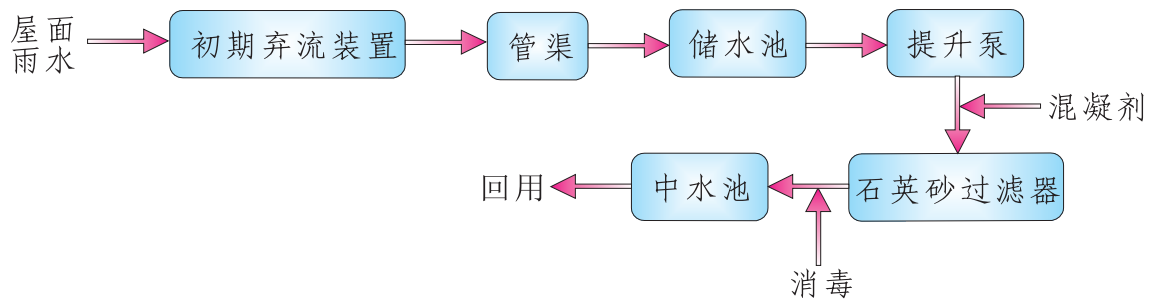 屋面
雨水
初期弃流装置
管渠
储水池
提升泵
混凝剂
石英砂过滤器
消毒
中水池
回用